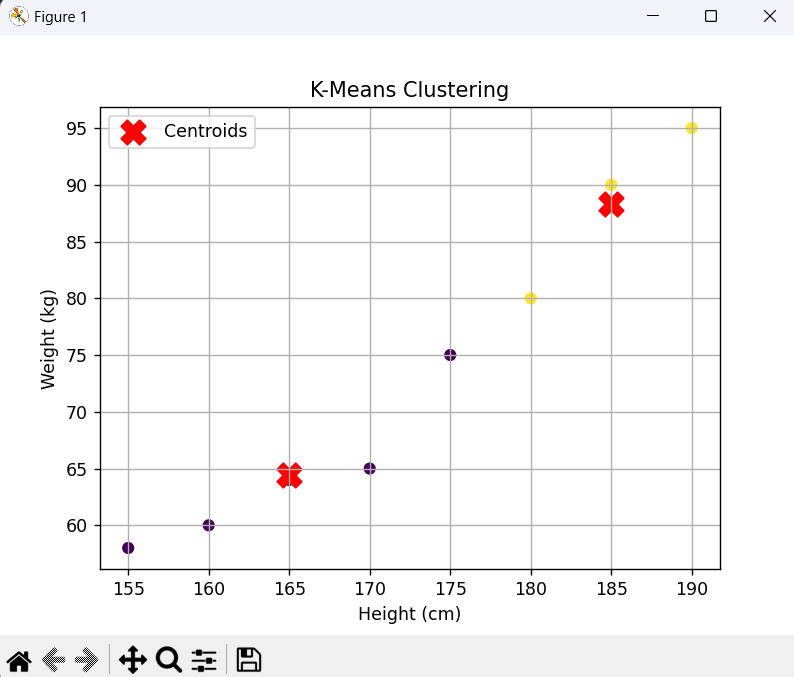 Figure 1
K-Means Clustering
Centroids
95
90
85
80
75
70
65
60
Weight (kg)
155 160 165 170 175 180 185 190
Height (cm)